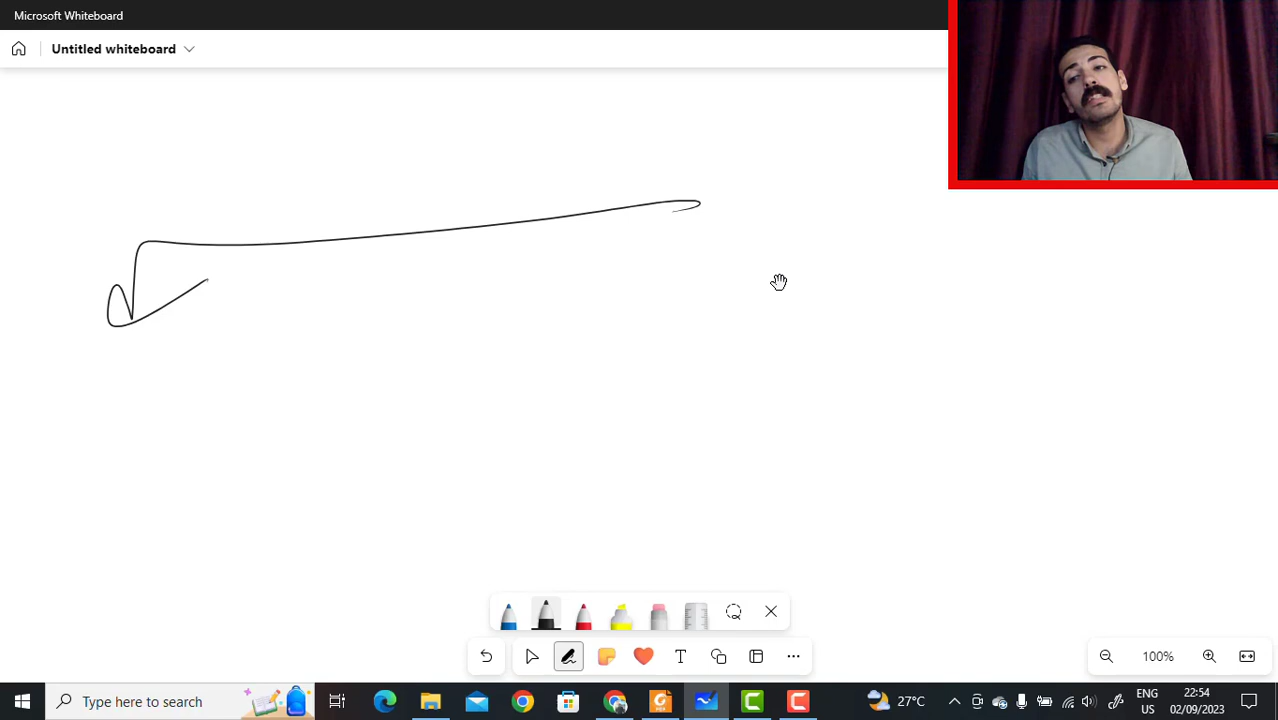 Microsoft Whiteboard
Untitled whiteboard
T
100%
Type here to search
27°C
ENG
US
22:54
02/09/2023